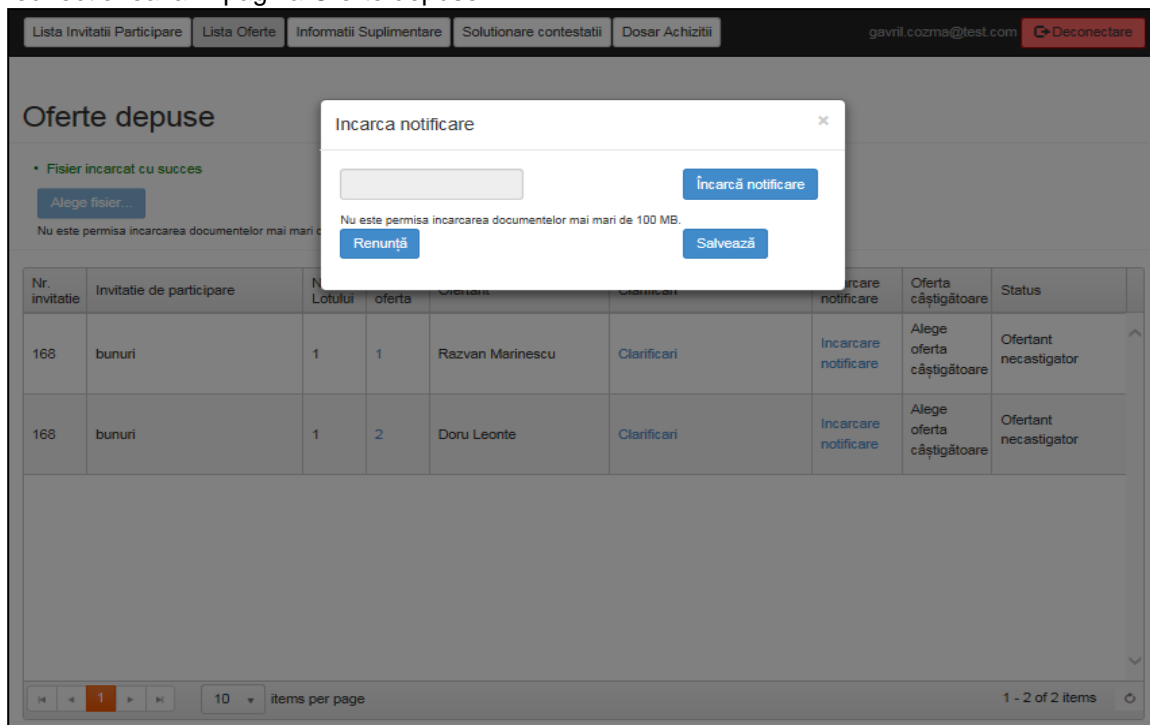 Lista Invitatii Participare Lista Oferte Informatii Suplimentare Solutionare contestatii Dosar Achizitii gavril.cozma@test.com Deconectare
Oferte depuse
Incarca notificare ×
• Fisier incarcat cu succes
Alege fisier...
Nu este permisa incarcarea documentelor mai mari
Încarcă notificare
Nu este permisa incarcarea documentelor mai mari de 100 MB.
Renunță Salvează
Nr. invitatie Invitatie de participare Lotului oferta Ofertant Clarificari notificare Oferta câștigătoare Status
168 bunuri 1 1 Razvan Marinescu Clarificari Incarcare notificare Alege oferta câștigătoare Ofertant necastigator
168 bunuri 1 2 Doru Leonte Clarificari Incarcare notificare Alege oferta câștigătoare Ofertant necastigator
1 10 items per page 1 - 2 of 2 items